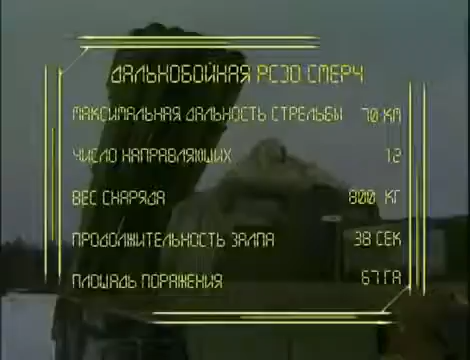 ДАЛЬНОБОЙНАЯ РСЗО СМЕРЧ
МАКСИМАЛЬНАЯ ДАЛЬНОСТЬ СТРЕЛЬБЫ 70 КМ
ЧИСЛО НАПРАВЛЯЮЩИХ 12
ВЕС СНАРЯДА 800 КГ
ПРОДОЛЖИТЕЛЬНОСТЬ ЗАЛПА 38 СЕК
ПЛОЩАДЬ ПОРАЖЕНИЯ 67 ГА